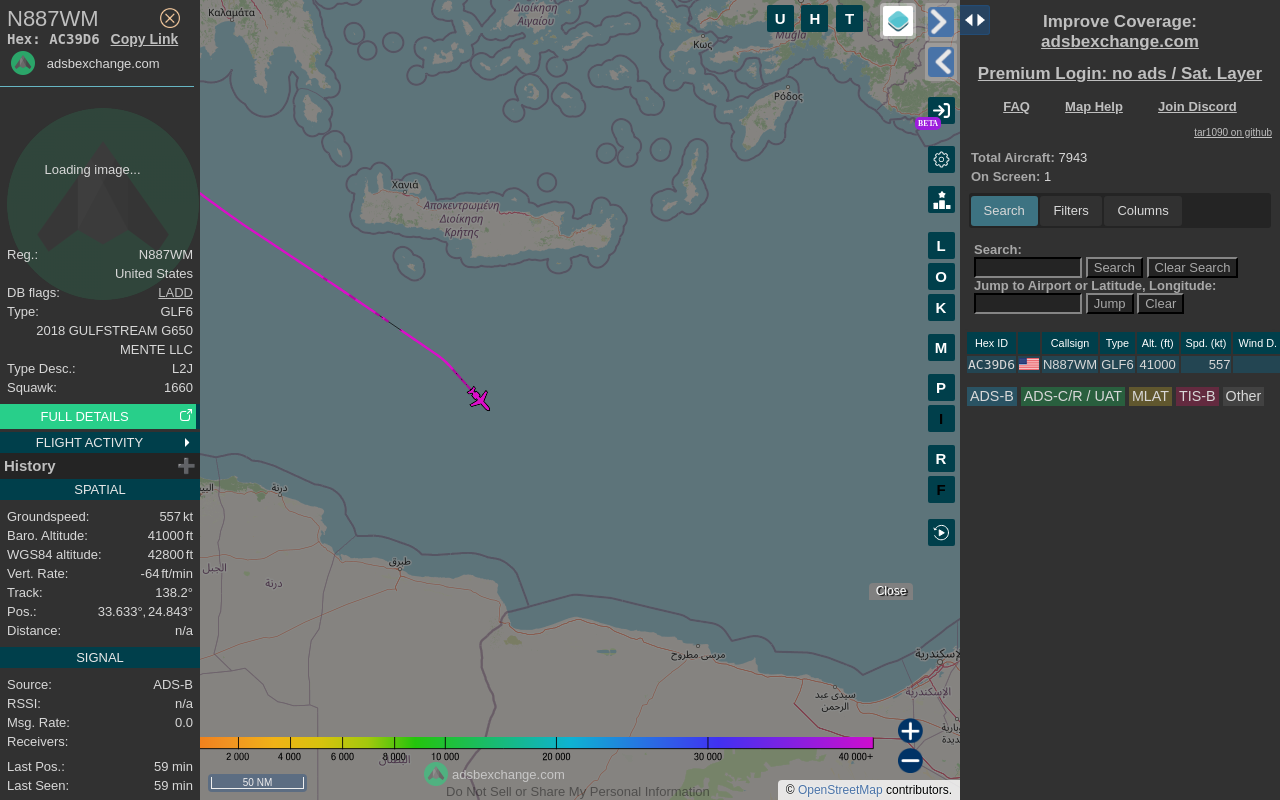 N887WM
Hex: AC39D6 Copy Link
adsbexchange.com
Loading image...
Reg.: N887WM
United States
DB flags: LADD
Type: GLF6
2018 GULFSTREAM G650
MENTE LLC
Type Desc.: L2J
Squawk: 1660
FULL DETAILS
FLIGHT ACTIVITY
History
SPATIAL
Groundspeed: 557 kt
Baro. Altitude: 41000 ft
WGS84 altitude: 42800 ft
Vert. Rate: -64 ft/min
Track: 138.2°
Pos.: 33.633°, 24.843°
Distance: n/a
SIGNAL
Source: ADS-B
RSSI: n/a
Msg. Rate: 0.0
Receivers:
Last Pos.: 59 min
Last Seen: 59 min
Καλαμάτα
Διοίκηση
Αιγαίου
Κως
Muğla
Ρόδος
Χανιά
Αποκεντρωμένη
Διοίκηση
Κρήτης
درنة
طبرق
درنة
الجبل
مرسى مطروح
سيدي عبد
الرحمن
الإسكندرية
U H T
BETA
L
O
K
M
P
I
R
F
Close
2 000 4 000 6 000 8 000 10 000 20 000 30 000 40 000+
50 NM
adsbexchange.com
Do Not Sell or Share My Personal Information
© OpenStreetMap contributors.
Improve Coverage:
adsbexchange.com
Premium Login: no ads / Sat. Layer
FAQ Map Help Join Discord
tar1090 on github
Total Aircraft: 7943
On Screen: 1
Search Filters Columns
Search:
Search Clear Search
Jump to Airport or Latitude, Longitude:
Jump Clear
Hex ID Callsign Type Alt. (ft) Spd. (kt) Wind D.
AC39D6 N887WM GLF6 41000 557
ADS-B ADS-C/R / UAT MLAT TIS-B Other